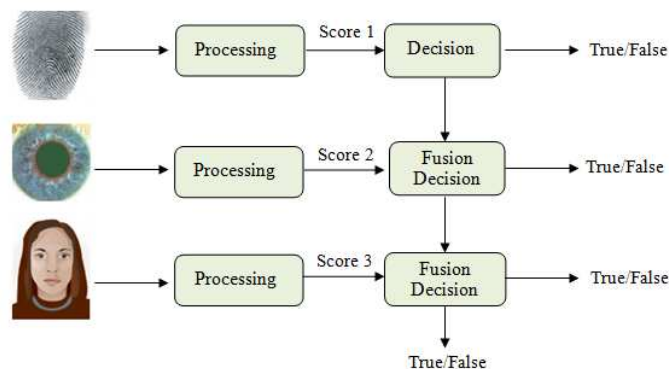 Processing
Score 1
Decision
True/False
Processing
Score 2
Fusion
Decision
True/False
Processing
Score 3
Fusion
Decision
True/False
True/False